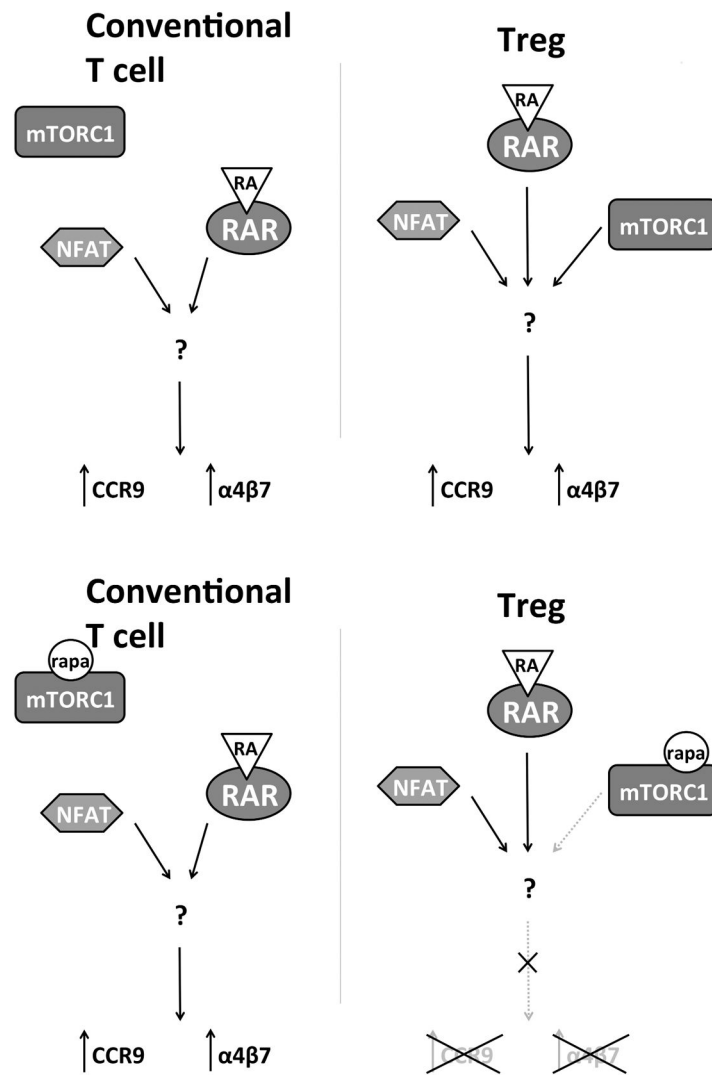 Conventional
T cell
mTORC1
RA
RAR
NFAT
?
CCR9 α4β7
Treg
RA
RAR
NFAT
mTORC1
?
CCR9 α4β7
Conventional
T cell
rapa
mTORC1
RA
RAR
NFAT
?
CCR9 α4β7
Treg
RA
RAR
rapa
NFAT
mTORC1
?
CCR9 α4β7